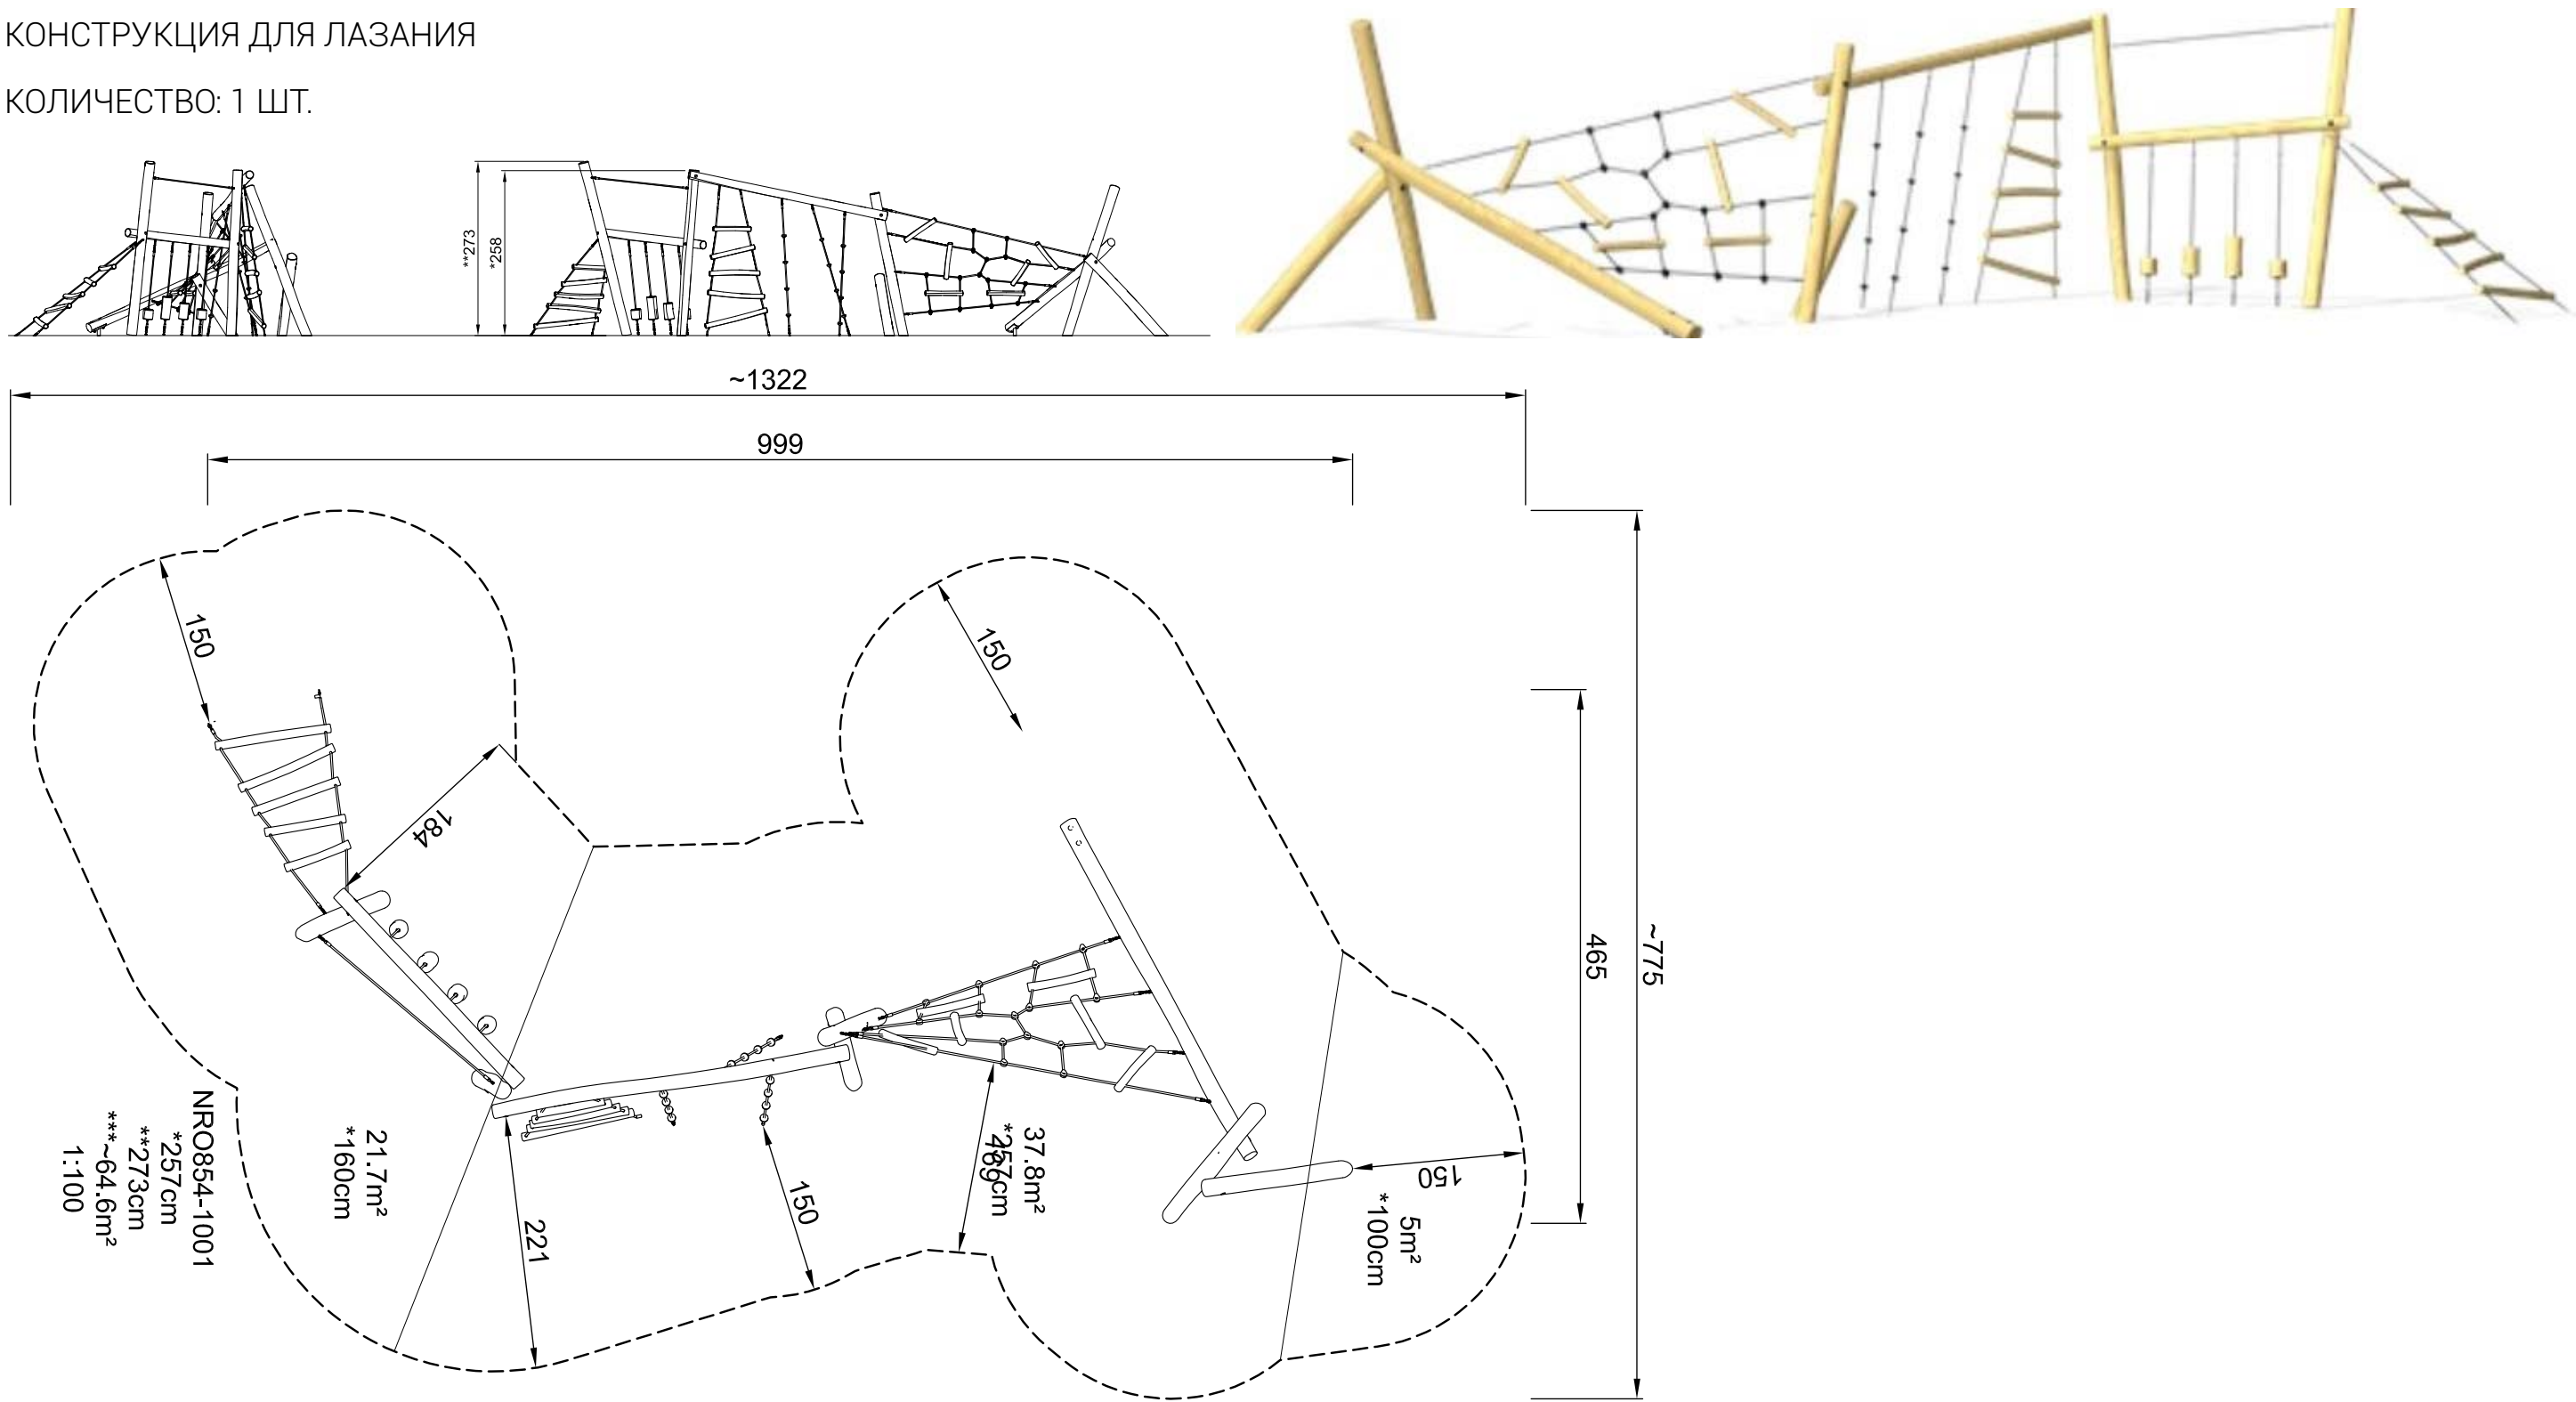 КОНСТРУКЦИЯ ДЛЯ ЛАЗАНИЯ
КОЛИЧЕСТВО: 1 ШТ.
**273
*258
~1322
999
150
150
184
465
~775
NRO854-1001
*257cm
**273cm
***~64.6m²
1:100
21.7m²
*160cm
221
150
37.8m²
*257cm
150
5m²
*100cm